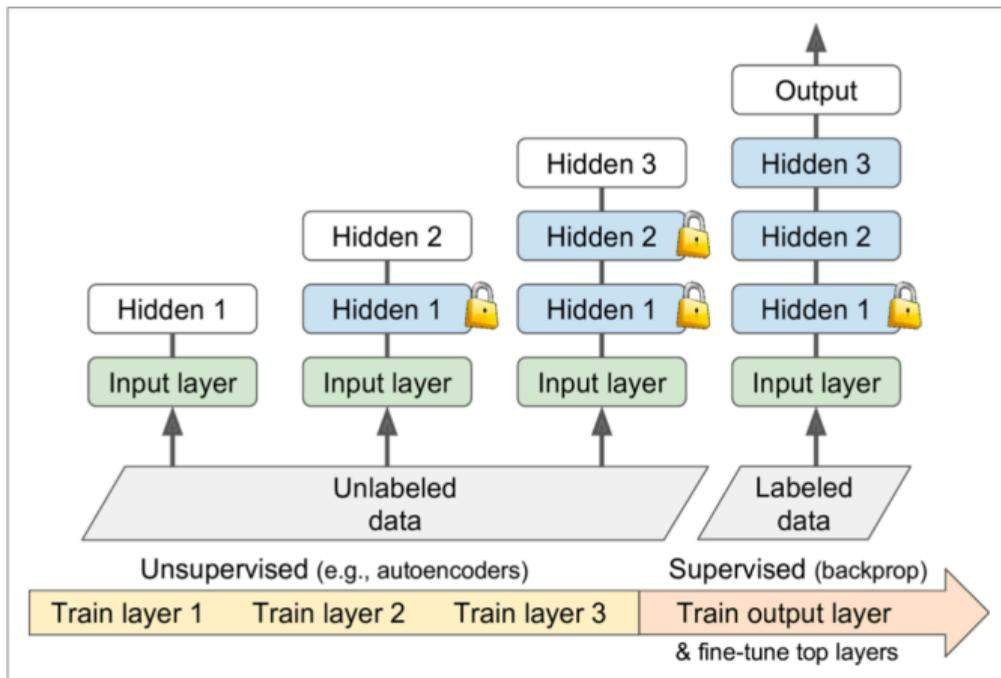 Output
Hidden 3
Hidden 3
Hidden 2
Hidden 2
Hidden 2
Hidden 1
Hidden 1
Hidden 1
Hidden 1
Input layer
Input layer
Input layer
Input layer
Unlabeled
data
Labeled
data
Unsupervised (e.g., autoencoders)
Supervised (backprop)
Train layer 1
Train layer 2
Train layer 3
Train output layer
& fine-tune top layers